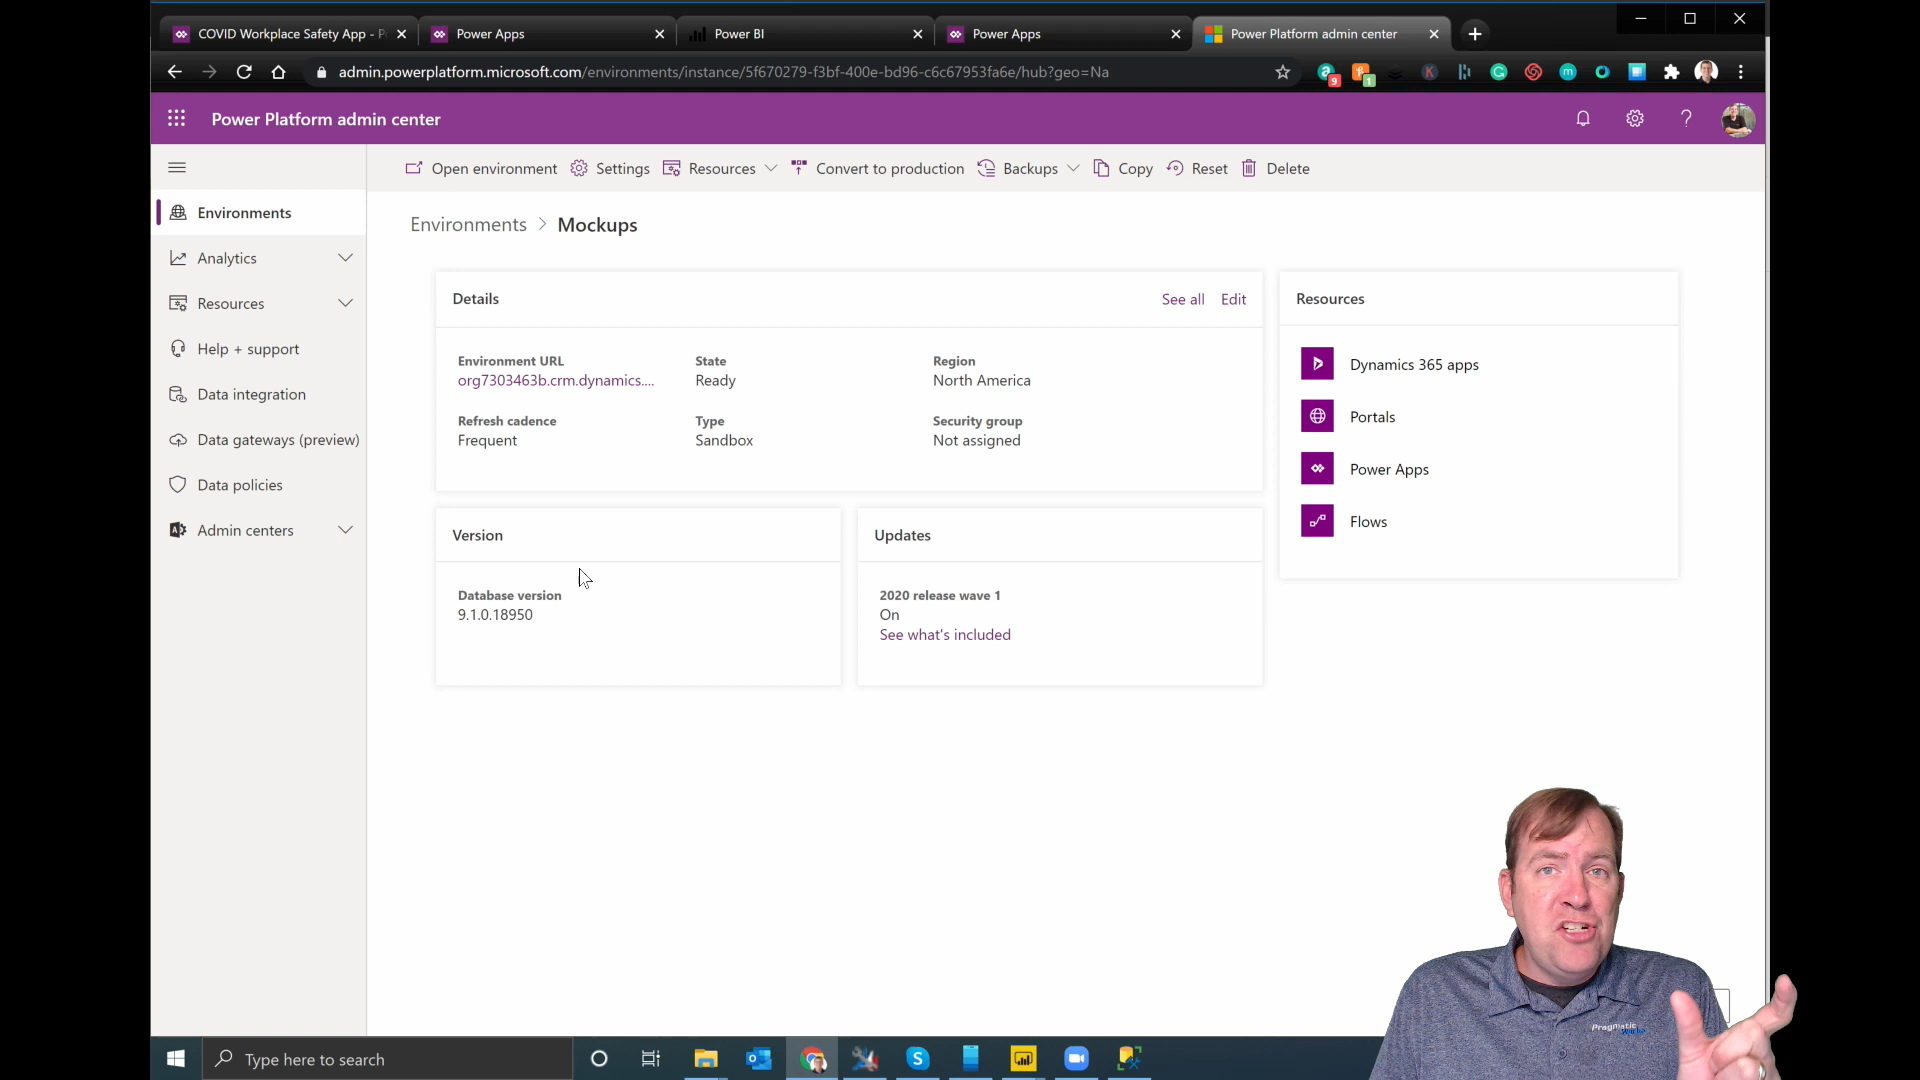 COVID Workplace Safety App - P
Power Apps
Power BI
Power Apps
Power Platform admin center
admin.powerplatform.microsoft.com/environments/instance/5f670279-f3bf-400e-bd96-c6c67953fa6e/hub?geo=Na
9
1
Power Platform admin center
Open environment
Settings
Resources
Convert to production
Backups
Copy
Reset
Delete
Environments
Analytics
Resources
Help + support
Data integration
Data gateways (preview)
Data policies
Admin centers
Environments > Mockups
Details
See all
Edit
Environment URL
org7303463b.crm.dynamics....
State
Ready
Region
North America
Refresh cadence
Frequent
Type
Sandbox
Security group
Not assigned
Version
Database version
9.1.0.18950
Updates
2020 release wave 1
On
See what's included
Resources
Dynamics 365 apps
Portals
Power Apps
Flows
Pragmatic
Works
Type here to search